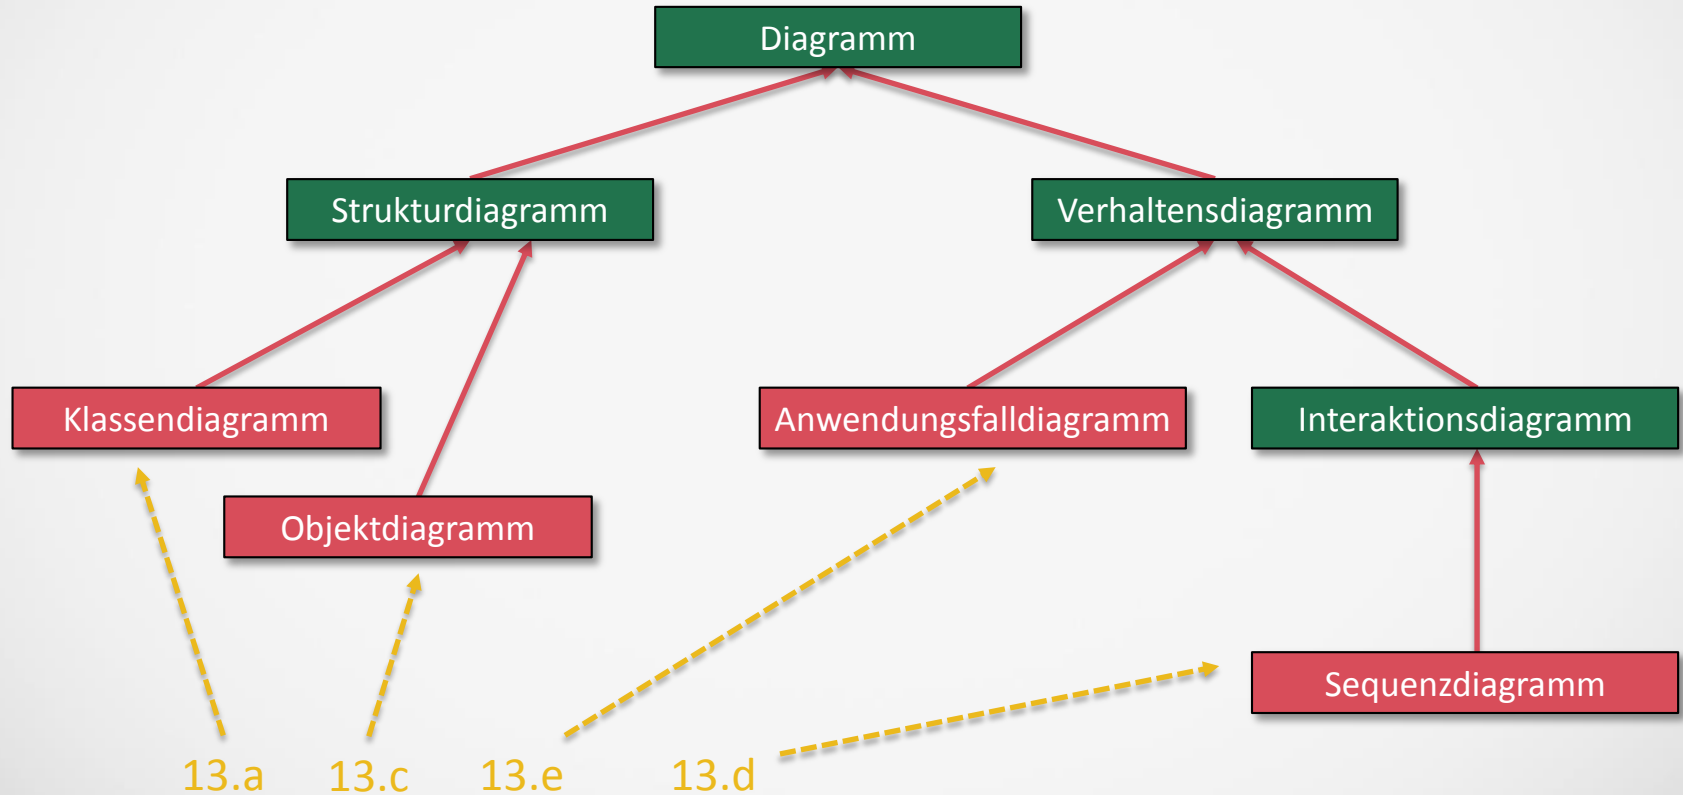 Diagramm
Strukturdiagramm
Verhaltensdiagramm
Klassendiagramm
Anwendungsfalldiagramm
Interaktionsdiagramm
Objektdiagramm
Sequenzdiagramm
13.a
13.c
13.e
13.d